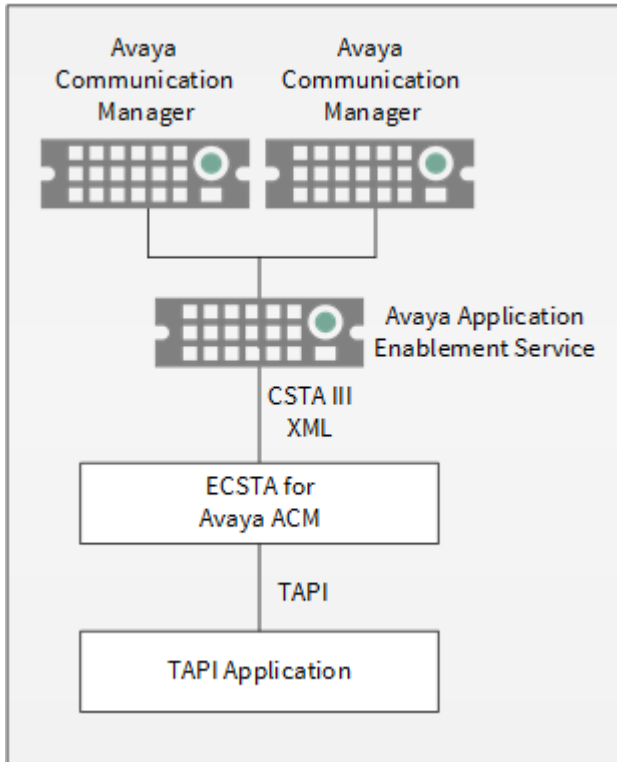 Avaya
Communication
Manager
Avaya
Communication
Manager
Avaya Application
Enablement Service
CSTA III
XML
ECSTA for
Avaya ACM
TAPI
TAPI Application